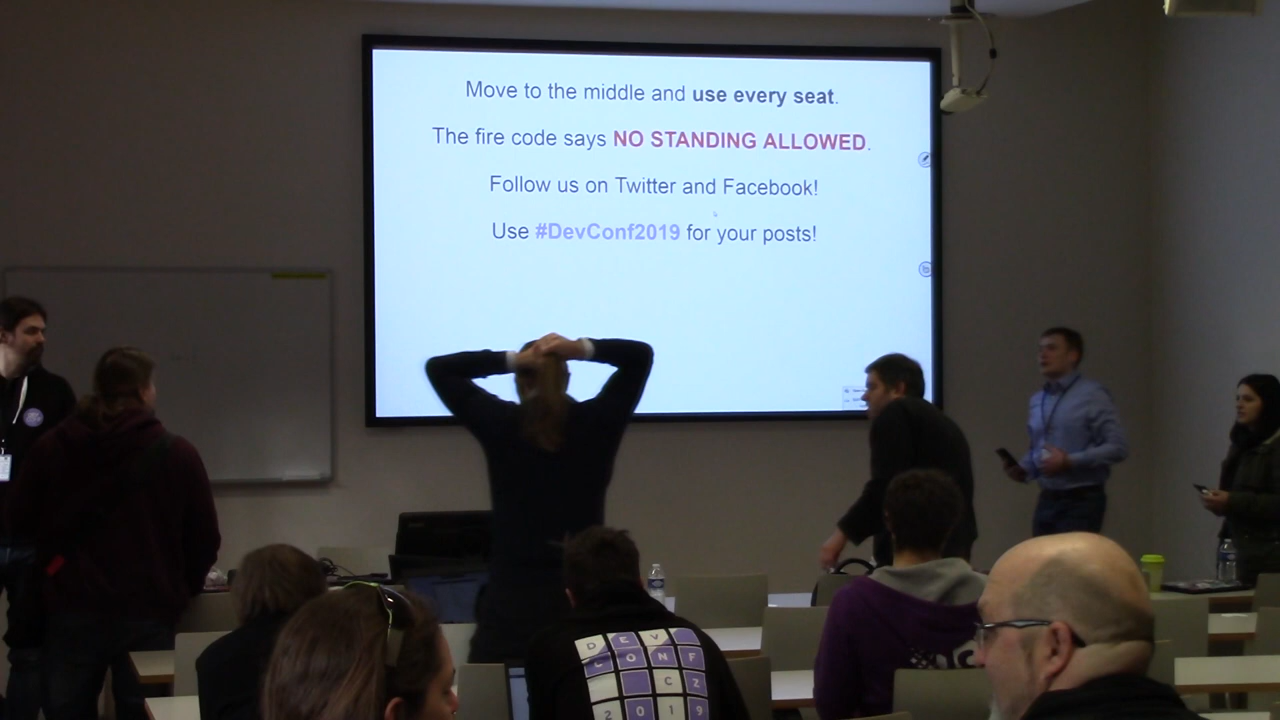 Move to the middle and use every seat.
The fire code says NO STANDING ALLOWED.
Follow us on Twitter and Facebook!
Use #DevConf2019 for your posts!
DEV
CONF
CZ
2019